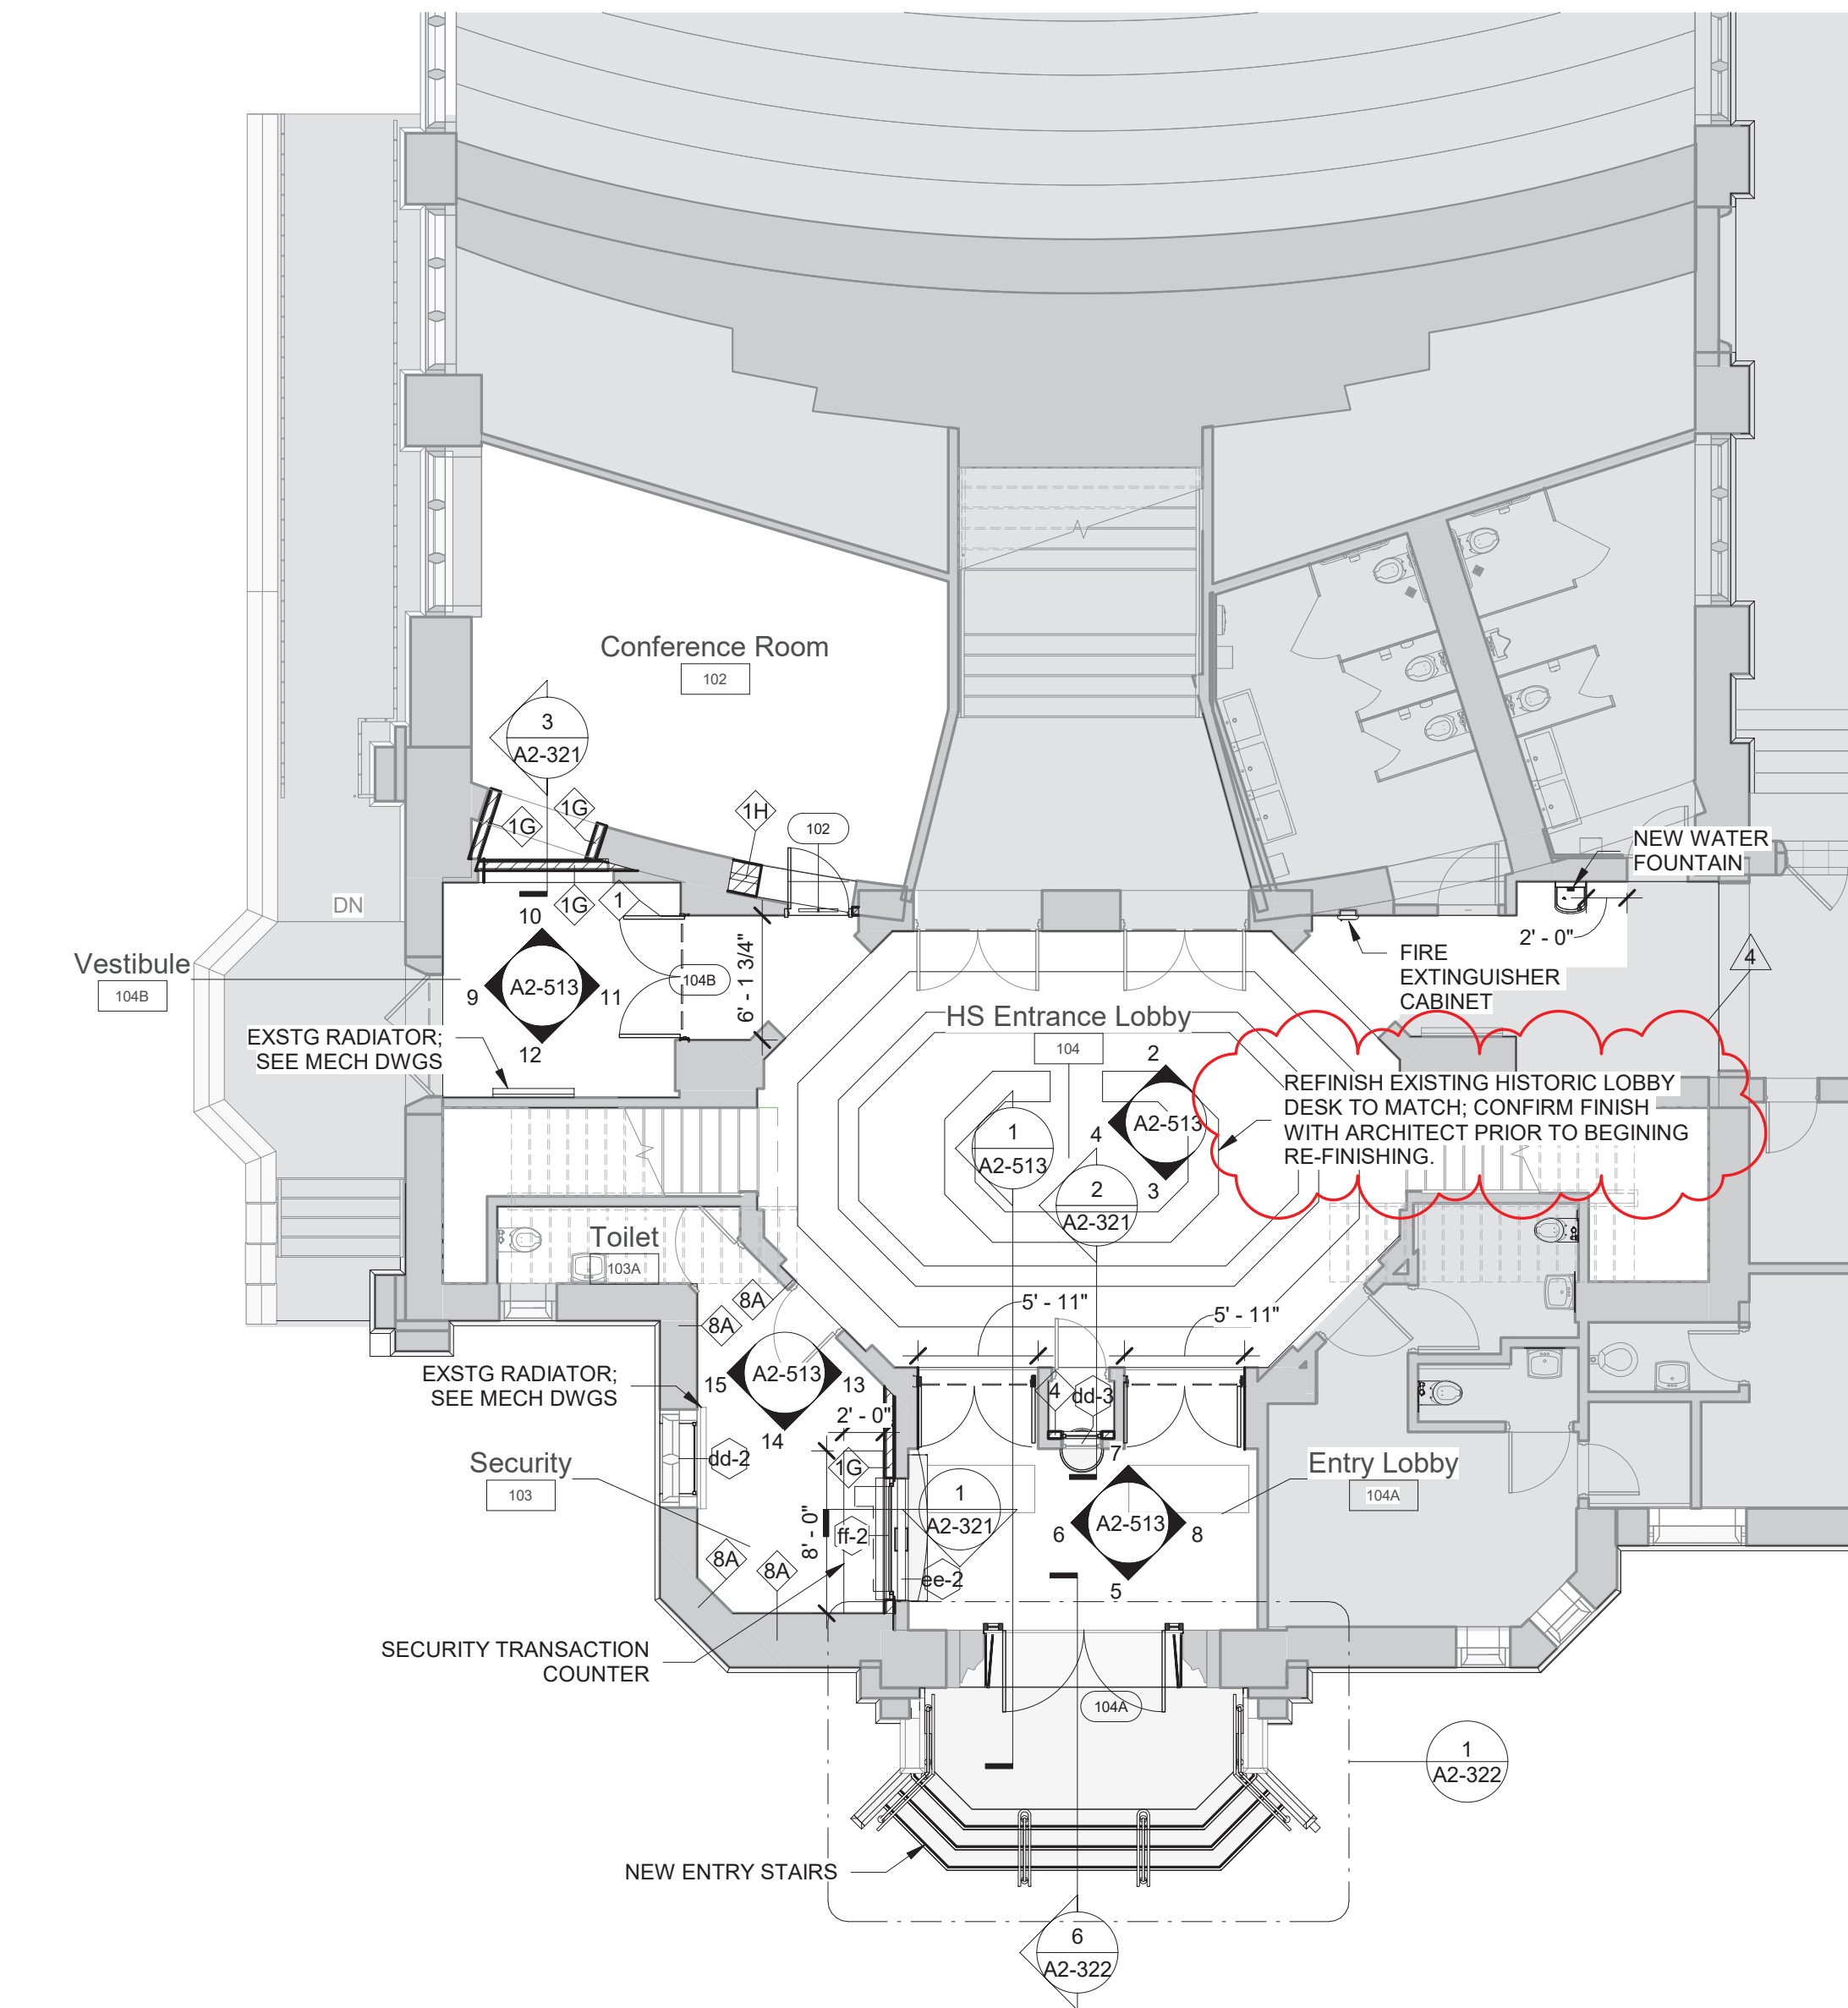 Conference Room
102
3
A2-321
1G
1G
1H
102
NEW WATER
FOUNTAIN
DN
10
1G
1
2' - 0"
FIRE
EXTINGUISHER
CABINET
4
Vestibule
104B
9
A2-513
11
104B
6' - 1 3/4"
12
EXSTG RADIATOR;
SEE MECH DWGS
HS Entrance Lobby
104
2
A2-513
4
3
1
A2-513
2
A2-321
REFINISH EXISTING HISTORIC LOBBY
DESK TO MATCH; CONFIRM FINISH
WITH ARCHITECT PRIOR TO BEGINING
RE-FINISHING.
Toilet
103A
8A
8A
5' - 11"
5' - 11"
EXSTG RADIATOR;
SEE MECH DWGS
15
A2-513
13
14
4
dd-3
2' - 0"
dd-2
1G
7
Security
103
Entry Lobby
104A
1
A2-321
6
A2-513
8
5
8' - 0"
ff-2
ee-2
8A
8A
SECURITY TRANSACTION
COUNTER
104A
1
A2-322
NEW ENTRY STAIRS
6
A2-322